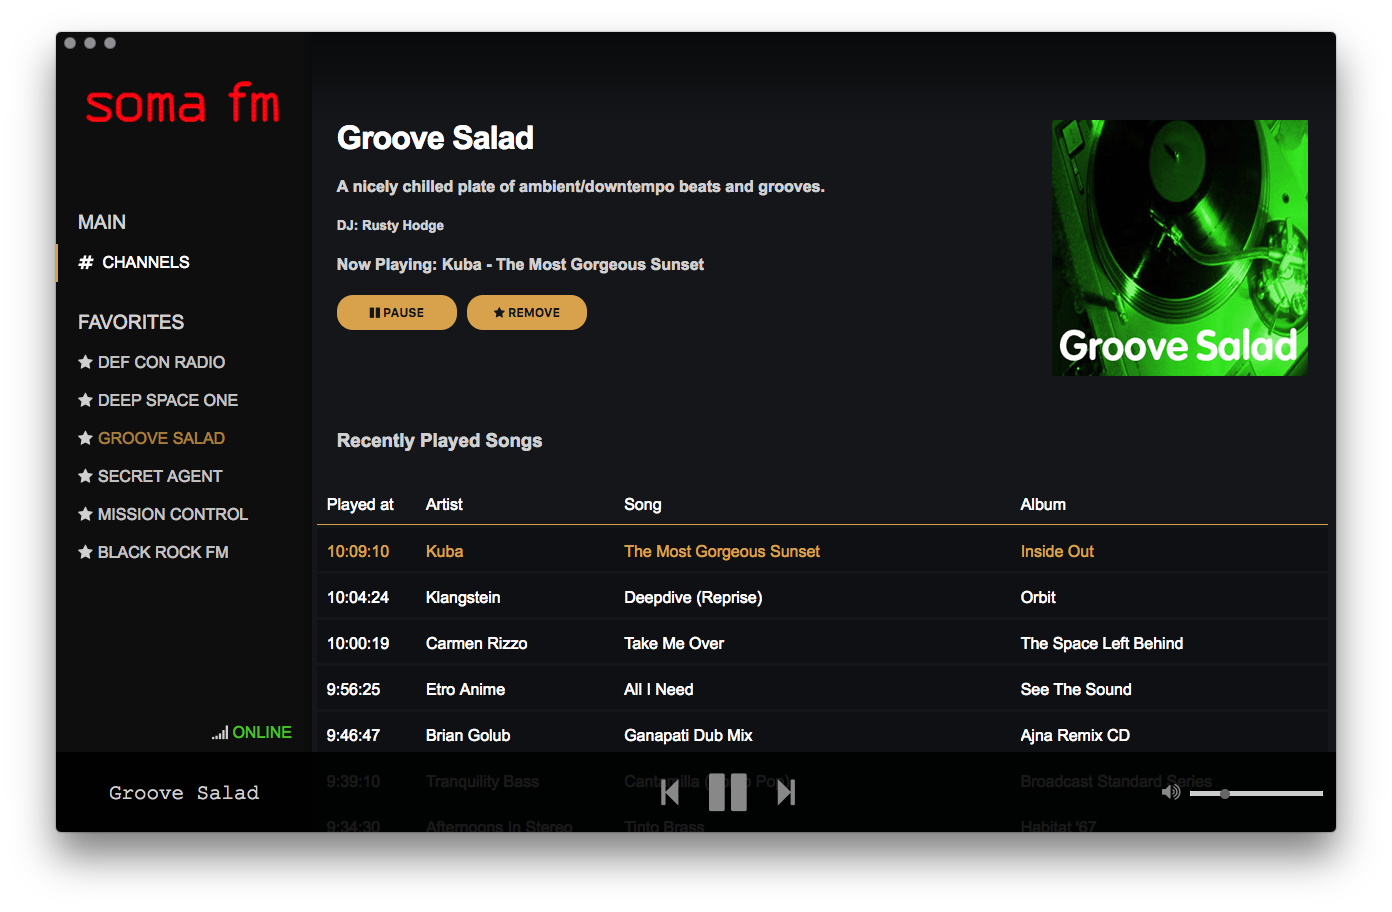 soma fm
MAIN
# CHANNELS
FAVORITES
DEF CON RADIO
DEEP SPACE ONE
GROOVE SALAD
SECRET AGENT
MISSION CONTROL
BLACK ROCK FM
ONLINE
Groove Salad
A nicely chilled plate of ambient/downtempo beats and grooves.
DJ: Rusty Hodge
Now Playing: Kuba - The Most Gorgeous Sunset
PAUSE REMOVE
Groove Salad
Recently Played Songs
Played at Artist Song Album
10:09:10 Kuba The Most Gorgeous Sunset Inside Out
10:04:24 Klangstein Deepdive (Reprise) Orbit
10:00:19 Carmen Rizzo Take Me Over The Space Left Behind
9:56:25 Etro Anime All I Need See The Sound
9:46:47 Brian Golub Ganapati Dub Mix Ajna Remix CD
9:39:10 Tranquility Bass Broadcast Standard Series
9:34:30 Afternoons In Stereo Tinto Brass Habitat '67
Groove Salad